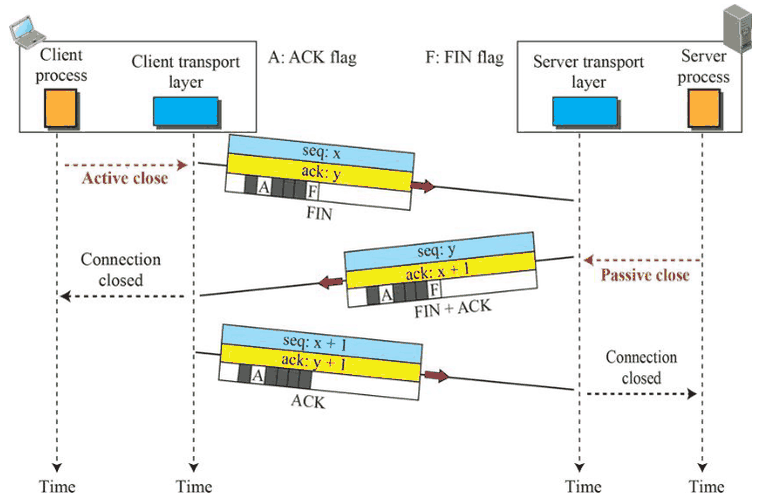 Client
process
Client transport
layer
A: ACK flag
F: FIN flag
Server transport
layer
Server
process
Active close
seq: x
ack: y
A
F
FIN
Connection
closed
seq: y
ack: x + 1
A
F
FIN + ACK
Passive close
seq: x + 1
ack: y + 1
A
ACK
Connection
closed
Time
Time
Time
Time